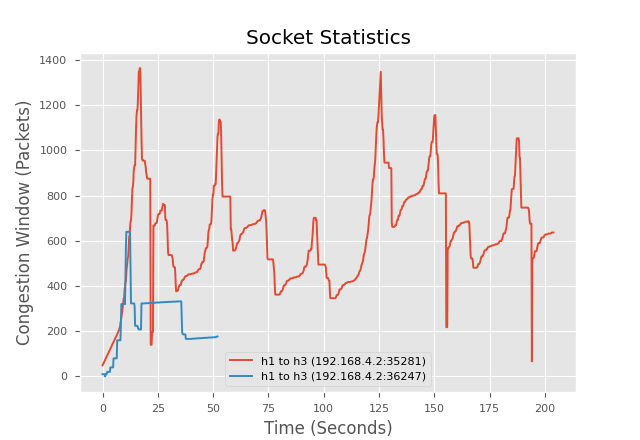 Socket Statistics
Congestion Window (Packets)
1400
1200
1000
800
600
400
200
0
h1 to h3 (192.168.4.2:35281)
h1 to h3 (192.168.4.2:36247)
0 25 50 75 100 125 150 175 200
Time (Seconds)